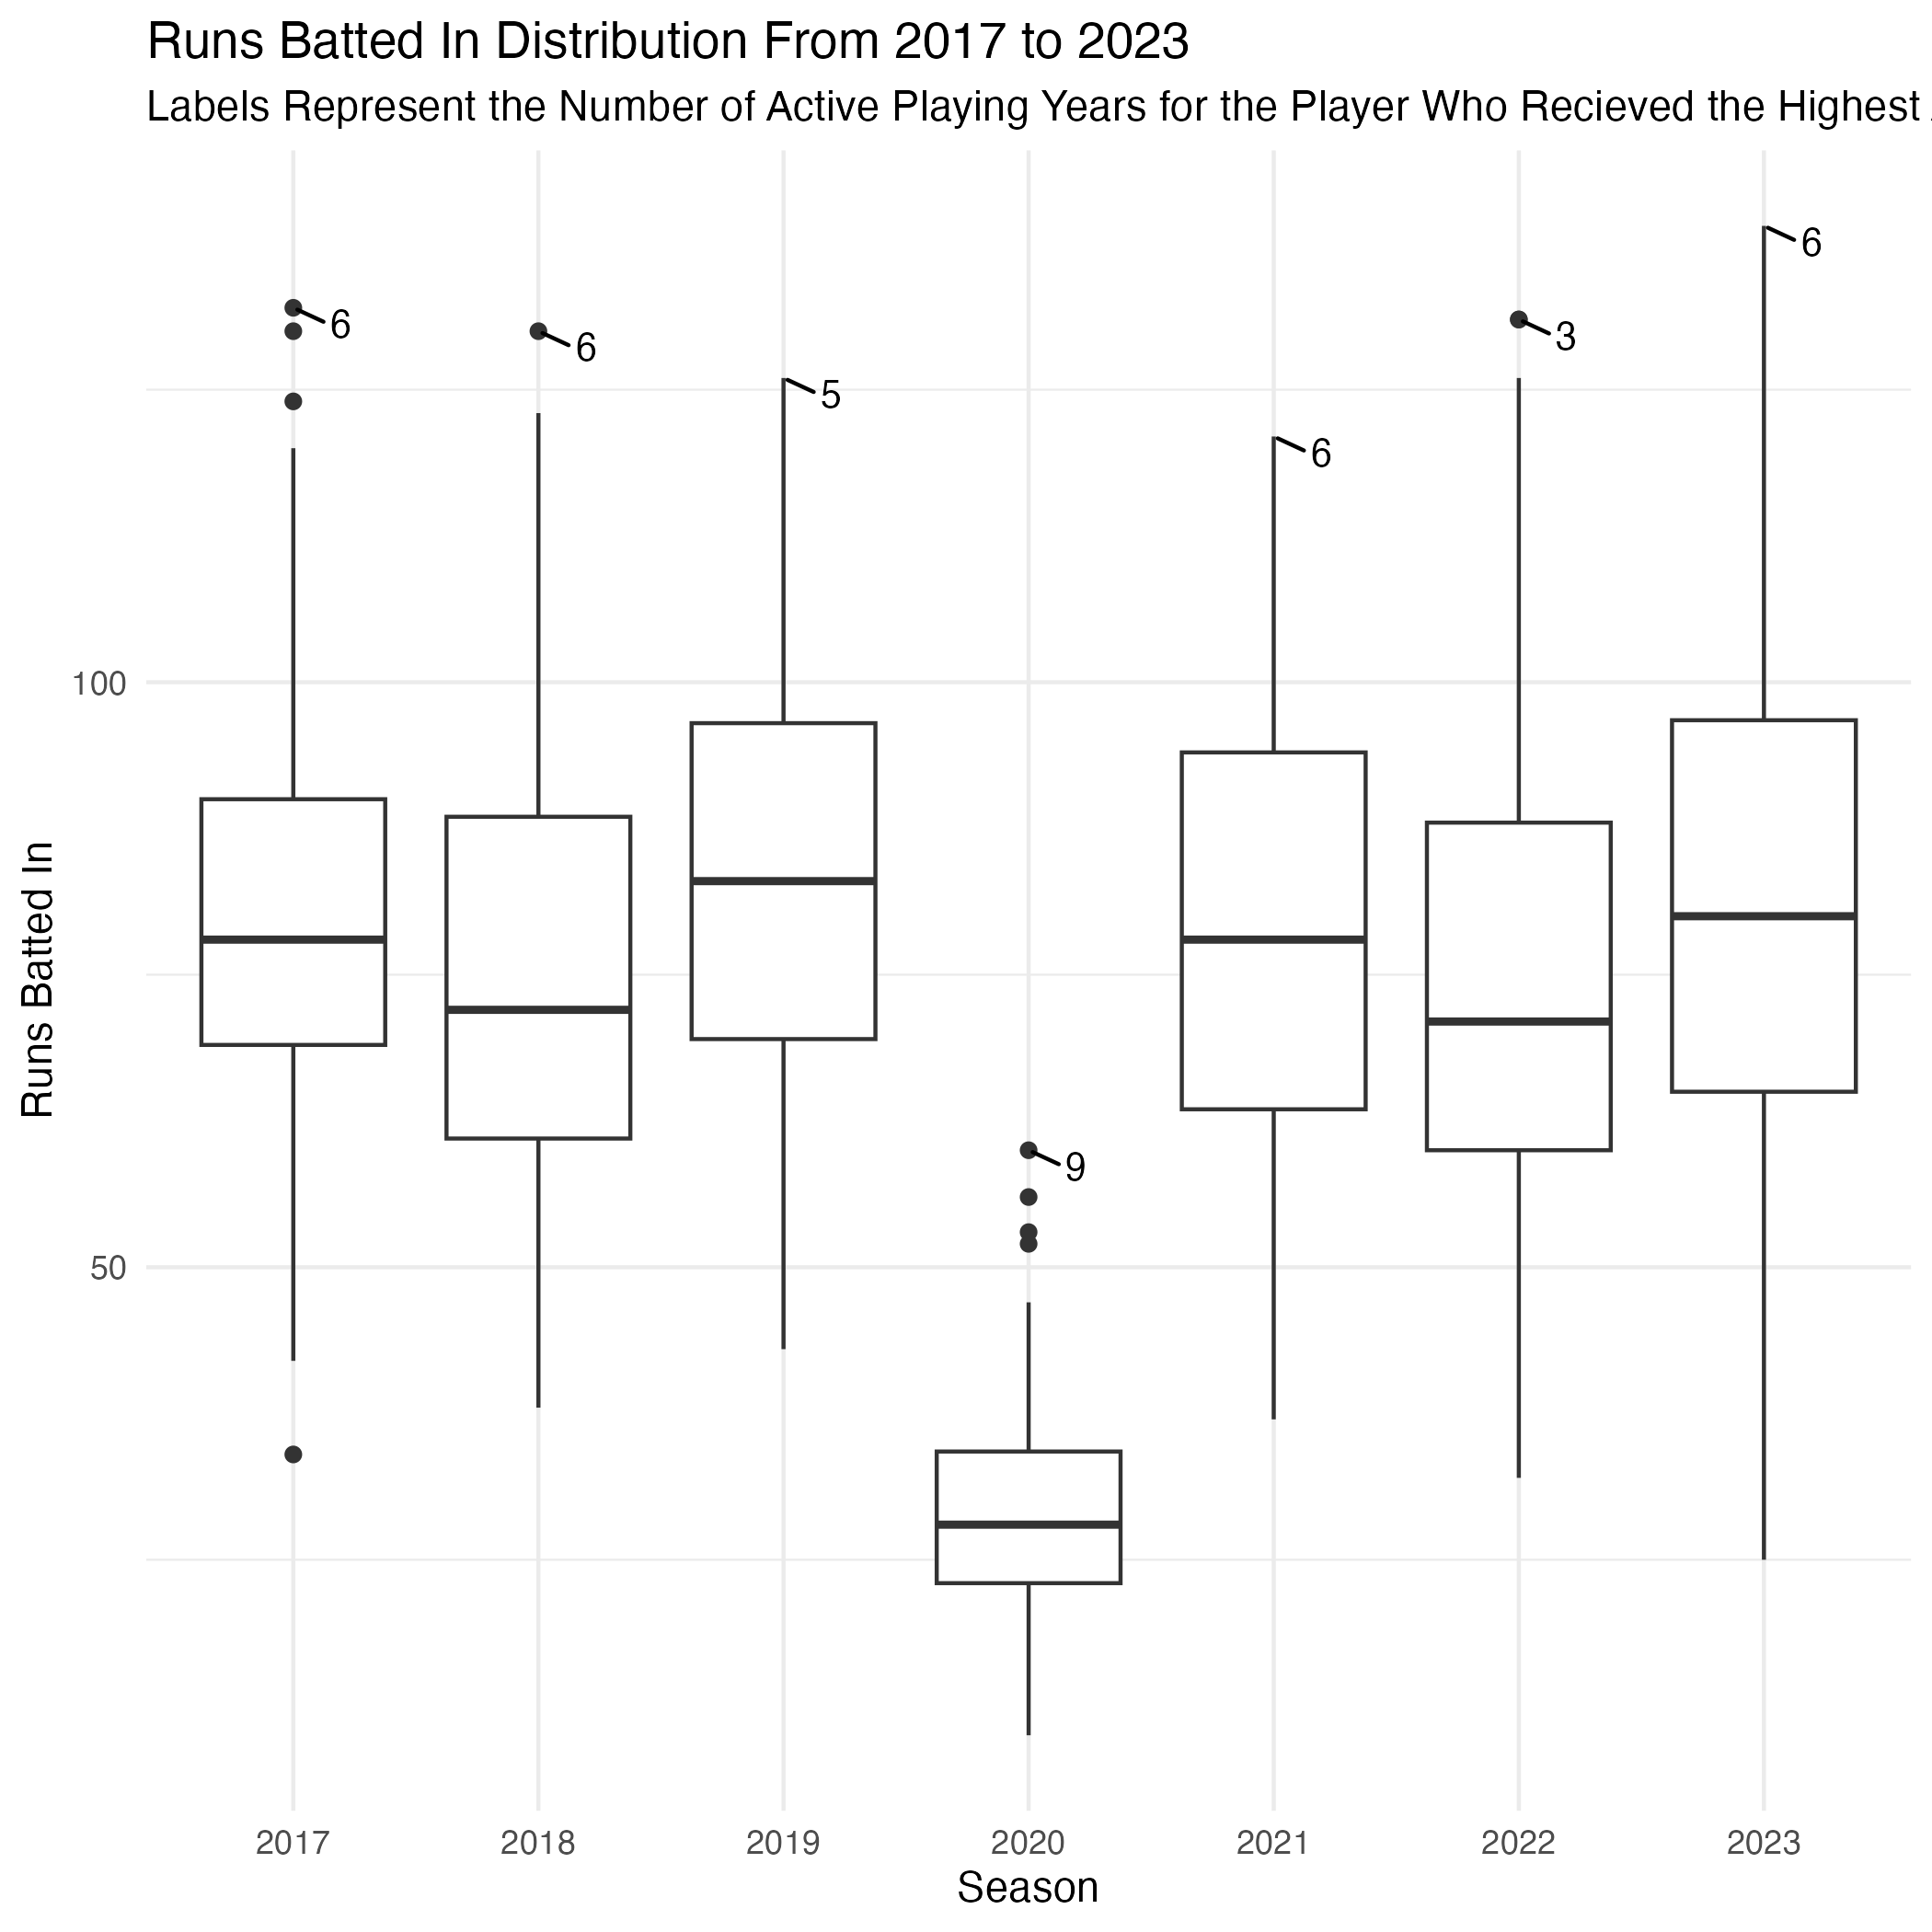 Runs Batted In Distribution From 2017 to 2023
Labels Represent the Number of Active Playing Years for the Player Who Recieved the Highest
6
6
6
3
5
6
100
Runs Batted In
9
50
2017 2018 2019 2020 2021 2022 2023
Season